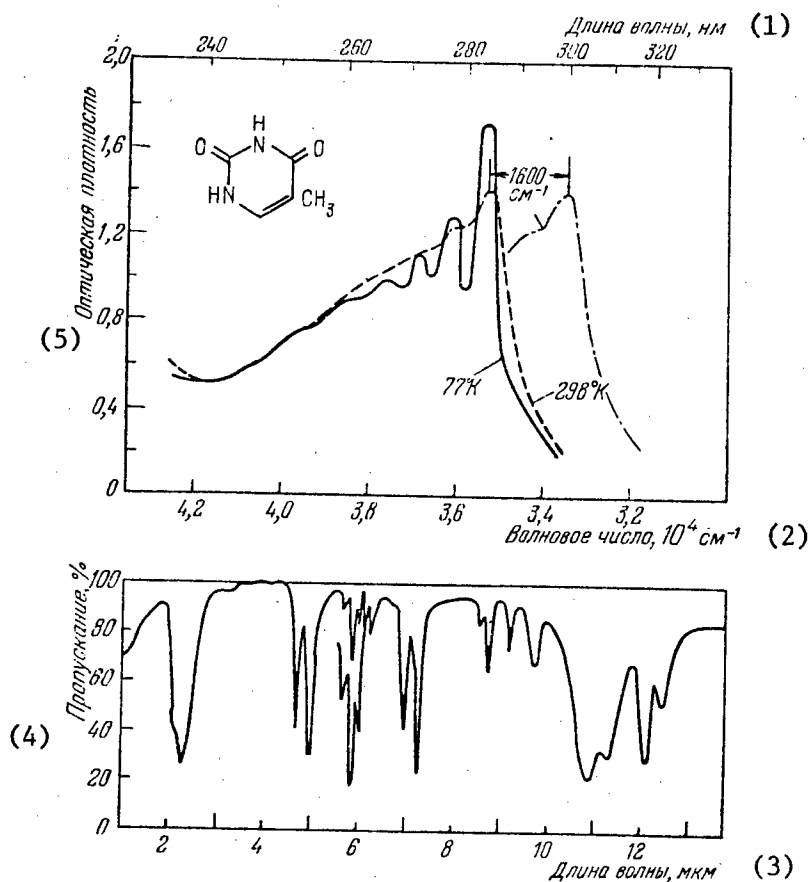 Длина волны, нм (1)
240 260 280 300 320
2,0
1,6
1,2
0,8
0,4
0
Оптическая плотность
(5)
H
O N O
HN CH3
1600
см⁻¹
77°K
298°K
4,2 4,0 3,8 3,6 3,4 3,2
Волновое число, 10⁴ см⁻¹ (2)
100
80
60
40
20
0
Пропускание, %
(4)
2 4 6 8 10 12
Длина волны, мкм (3)